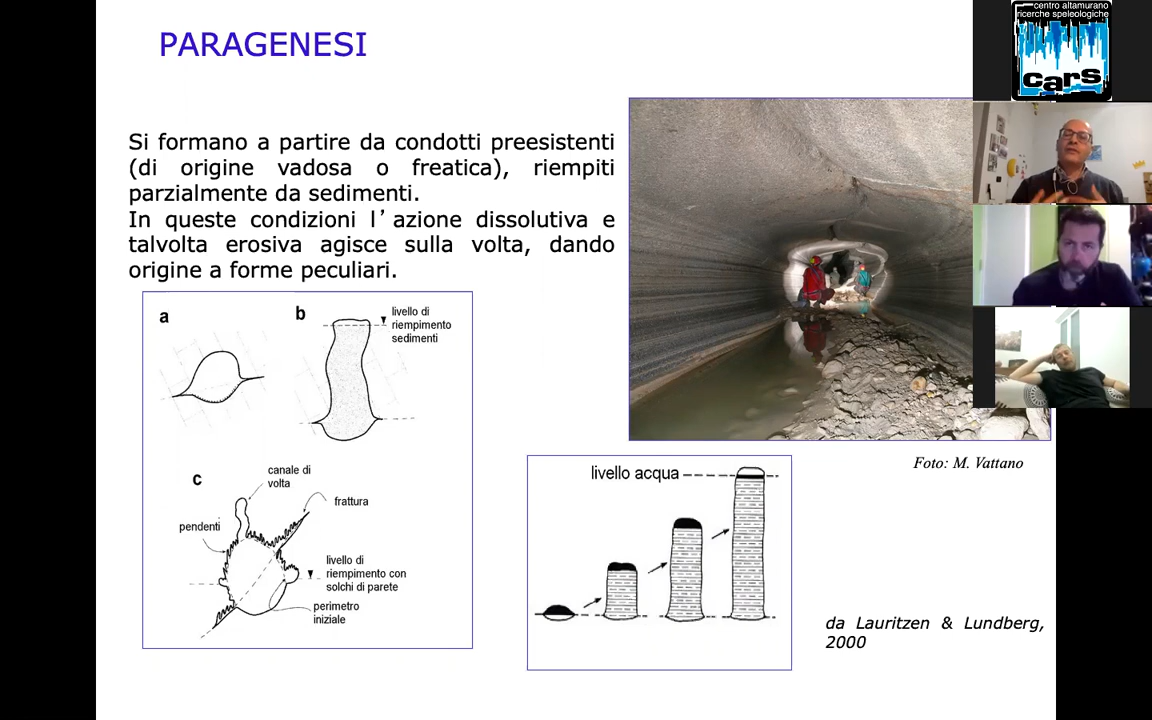 PARAGENESI
Si formano a partire da condotti preesistenti
(di origine vadosa o freatica), riempiti
parzialmente da sedimenti.
In queste condizioni l’azione dissolutiva e
talvolta erosiva agisce sulla volta, dando
origine a forme peculiari.
a
b
livello di
riempimento
sedimenti
c
canale di
volta
frattura
pendenti
livello di
riempimento con
solchi di parete
perimetro
iniziale
livello acqua
Foto: M. Vattano
da Lauritzen & Lundberg,
2000
centro altamurano
ricerche speleologiche
cars